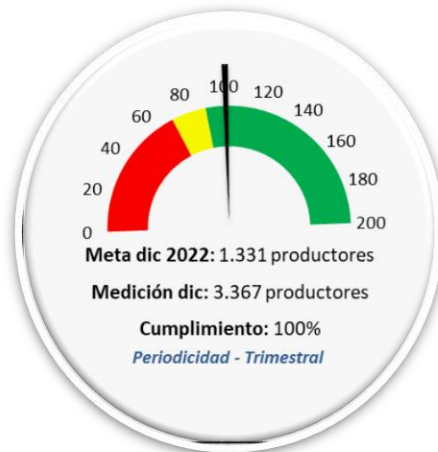 0
20
40
60
80
100
120
140
160
180
200
Meta dic 2022: 1.331 productores
Medición dic: 3.367 productores
Cumplimiento: 100%
Periodicidad - Trimestral